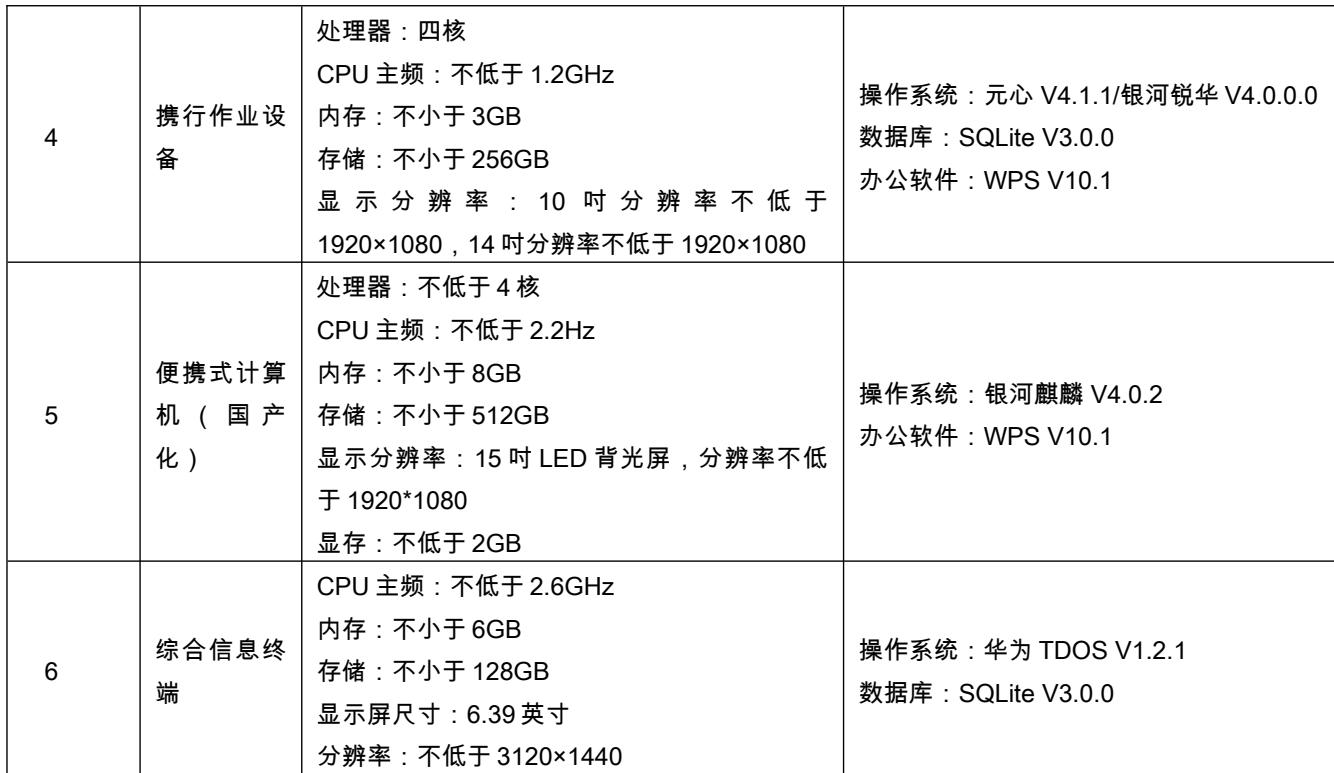 4
携行作业设
备
处理器：四核
CPU 主频：不低于 1.2GHz
内存：不小于 3GB
存储：不小于 256GB
显示分辨率：10 吋分辨率不低于
1920×1080，14 吋分辨率不低于 1920×1080
操作系统：元心 V4.1.1/银河锐华 V4.0.0.0
数据库：SQLite V3.0.0
办公软件：WPS V10.1
5
便携式计算
机（国产
化）
处理器：不低于 4 核
CPU 主频：不低于 2.2Hz
内存：不小于 8GB
存储：不小于 512GB
显示分辨率：15 吋 LED 背光屏，分辨率不低
于 1920*1080
显存：不低于 2GB
操作系统：银河麒麟 V4.0.2
办公软件：WPS V10.1
6
综合信息终
端
CPU 主频：不低于 2.6GHz
内存：不小于 6GB
存储：不小于 128GB
显示屏尺寸：6.39 英寸
分辨率：不低于 3120×1440
操作系统：华为 TDOS V1.2.1
数据库：SQLite V3.0.0